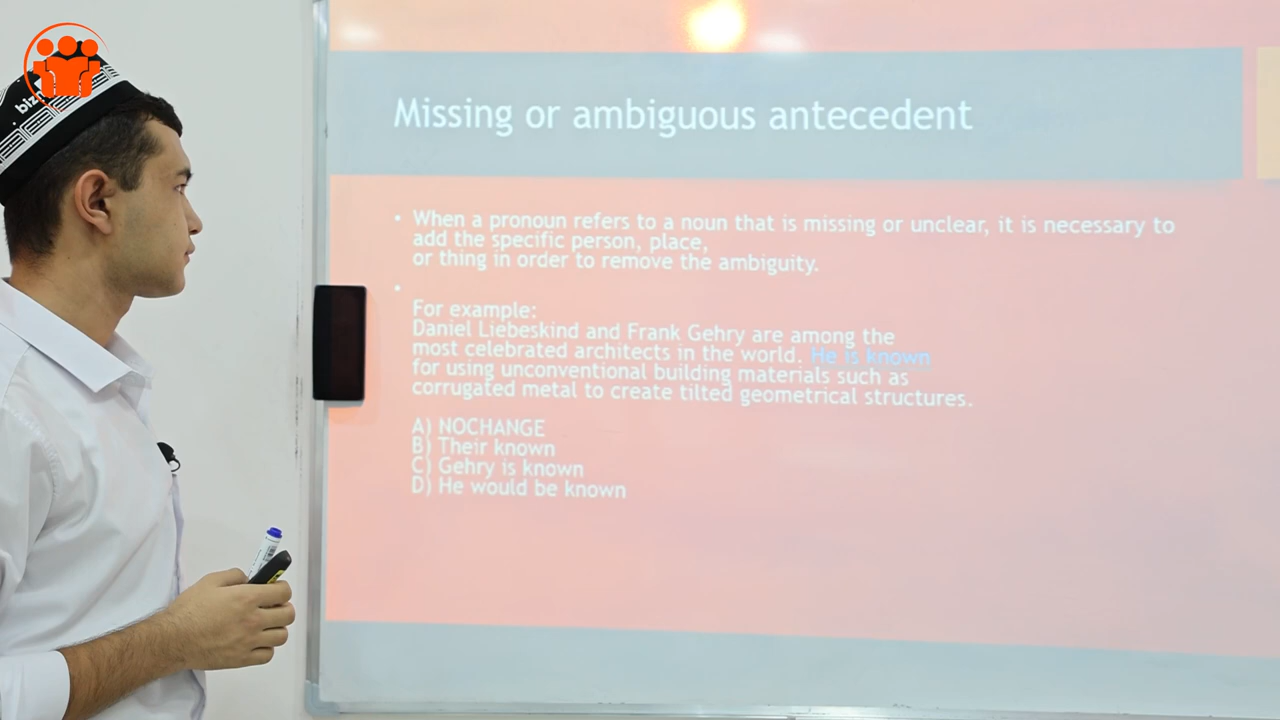 biz
Missing or ambiguous antecedent
• When a pronoun refers to a noun that is missing or unclear, it is necessary to
add the specific person, place,
or thing in order to remove the ambiguity.
•
For example:
Daniel Liebeskind and Frank Gehry are among the
most celebrated architects in the world. He is known
for using unconventional building materials such as
corrugated metal to create tilted geometrical structures.
A) NOCHANGE
B) Their known
C) Gehry is known
D) He would be known